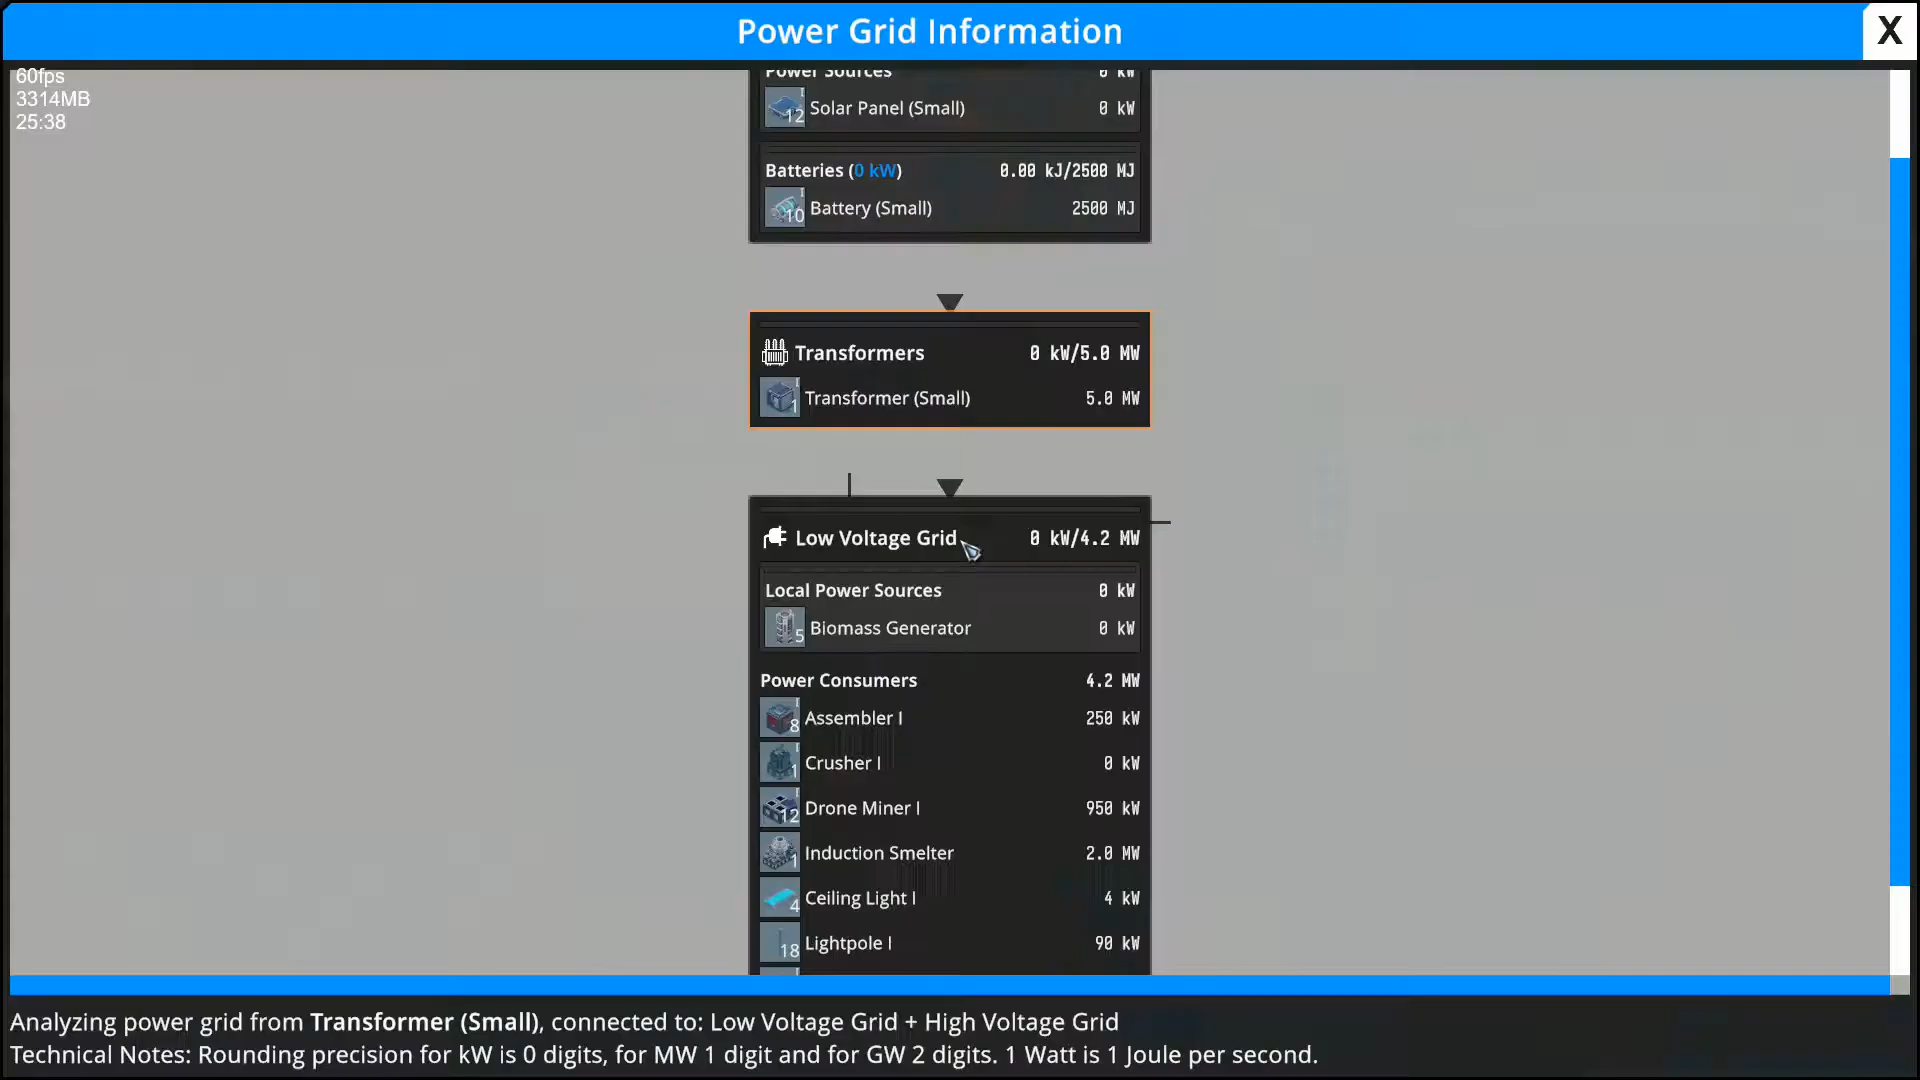 Power Grid Information
X
60fps
3314MB
25:38
Power Sources 0 kW
12 Solar Panel (Small) 0 kW
Batteries (0 kW) 0.00 kJ/2500 MJ
10 Battery (Small) 2500 MJ
Transformers 0 kW/5.0 MW
1 Transformer (Small) 5.0 MW
Low Voltage Grid 0 kW/4.2 MW
Local Power Sources 0 kW
5 Biomass Generator 0 kW
Power Consumers 4.2 MW
8 Assembler I 250 kW
1 Crusher I 0 kW
12 Drone Miner I 950 kW
1 Induction Smelter 2.0 MW
4 Ceiling Light I 4 kW
18 Lightpole I 90 kW
Analyzing power grid from Transformer (Small), connected to: Low Voltage Grid + High Voltage Grid
Technical Notes: Rounding precision for kW is 0 digits, for MW 1 digit and for GW 2 digits. 1 Watt is 1 Joule per second.